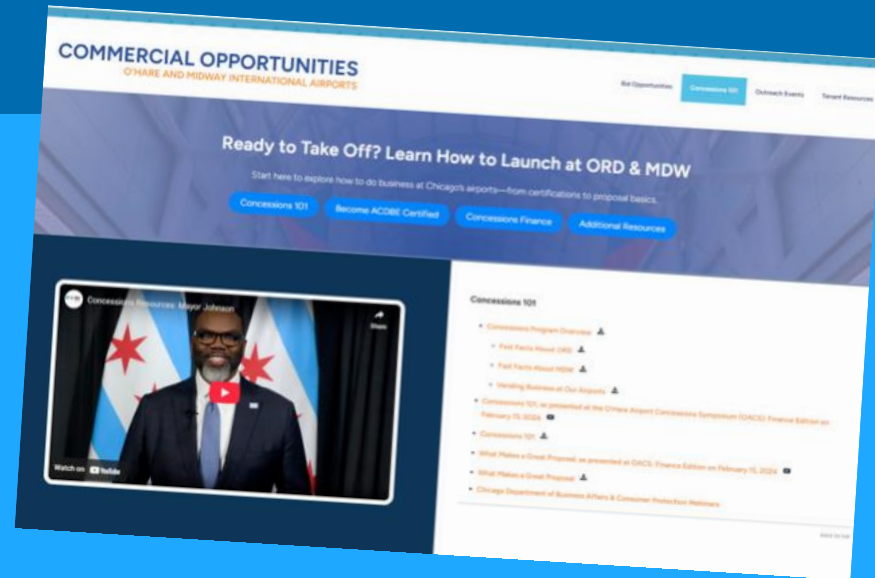 COMMERCIAL OPPORTUNITIES
O'HARE AND MIDWAY INTERNATIONAL AIRPORTS
Bid Opportunities
Concessions 101
Outreach Events
Tenant Resources
Ready to Take Off? Learn How to Launch at ORD & MDW
Start here to explore how to do business at Chicago's airports—from certifications to proposal basics.
Concessions 101
Become ACDBE Certified
Concessions Finance
Additional Resources
Concessions Resources: Mayor Johnson
Share
Watch on YouTube
Concessions 101
Concessions Program Overview
Fast Facts About ORD
Fast Facts About MDW
Vending Business at Our Airports
Concessions 101, as presented at the O'Hare Airport Concessions Symposium (OACS): Finance Edition on
February 15, 2024
Concessions 101
What Makes a Great Proposal, as presented at OACS: Finance Edition on February 15, 2024
What Makes a Great Proposal
Chicago Department of Business Affairs & Consumer Protection Webinars